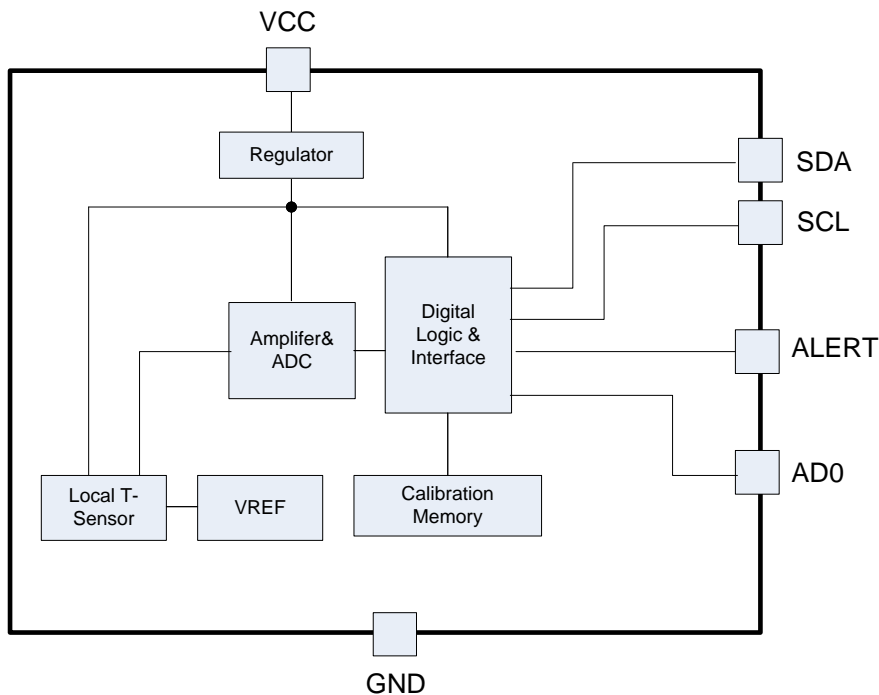 VCC
Regulator
SDA
SCL
Amplifer&
ADC
Digital
Logic &
Interface
ALERT
AD0
Local T-
Sensor
VREF
Calibration
Memory
GND